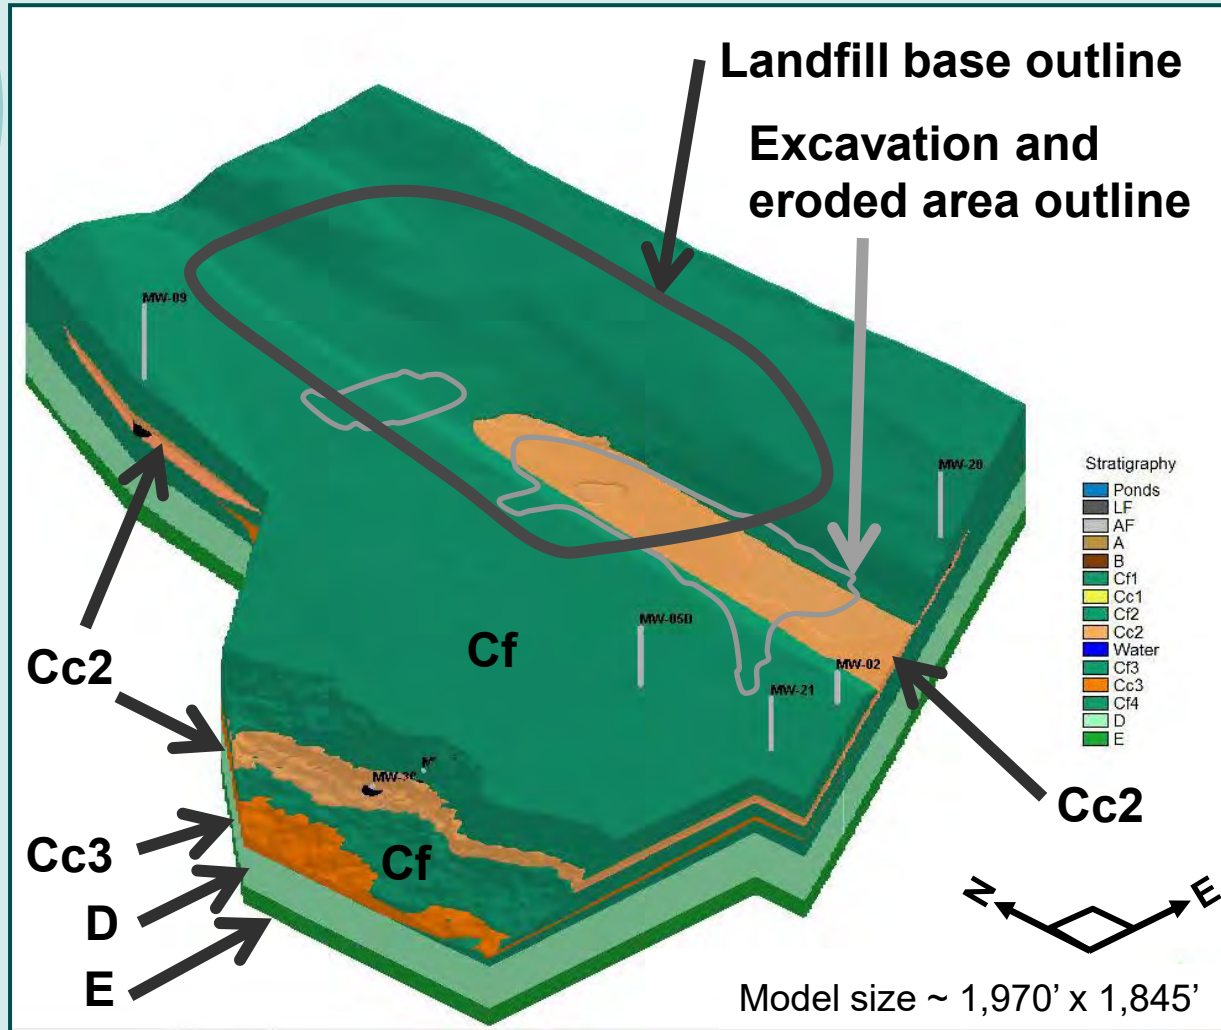 Landfill base outline
Excavation and
eroded area outline
MW-09
MW-20
Stratigraphy
Ponds
LF
AF
A
B
Cf1
Cc1
Cf2
Cc2
Water
Cf3
Cc3
Cf4
D
E
MW-05D
MW-02
MW-21
Cf
Cc2
Cc2
Cc3
Cf
D
E
N
E
Model size ~ 1,970’ x 1,845’